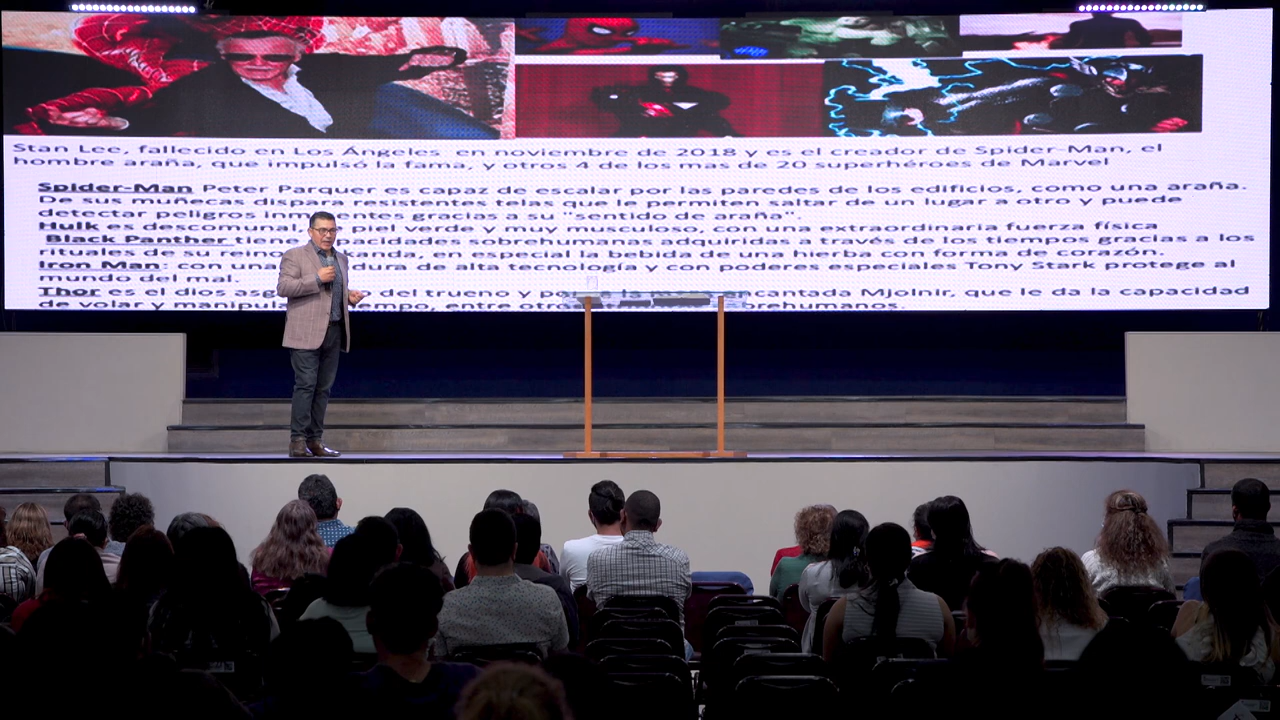 Stan Lee, fallecido en Los Ángeles, en noviembre de 2018 y es el creador de Spider-Man, el
hombre araña, que impulsó la fama, y otros 4 de los mas de 20 superhéroes de Marvel
Spider-Man Peter Parquer es capaz de escalar por las paredes de los edificios, como una araña.
De sus muñecas dispara resistentes telas que le permiten saltar de un lugar a otro y puede
detectar peligros inminentes gracias a su "sentido de araña".
Hulk es descomunal, piel verde y muy musculoso, con una extraordinaria fuerza física
Black Panther tiene capacidades sobrehumanas adquiridas a través de los tiempos gracias a los
rituales de su reino, en especial la bebida de una hierba con forma de corazón.
Iron Man: con una de alta tecnología y con poderes especiales Tony Stark protege al
mundo del mal.
Thor es el dios del trueno y encantada Mjolnir, que le da la capacidad
de volar y tiempo, entre